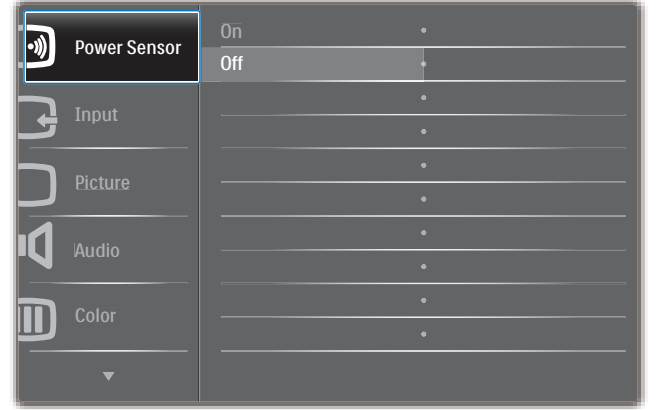 Power Sensor
On
Off
Input
Picture
Audio
Color